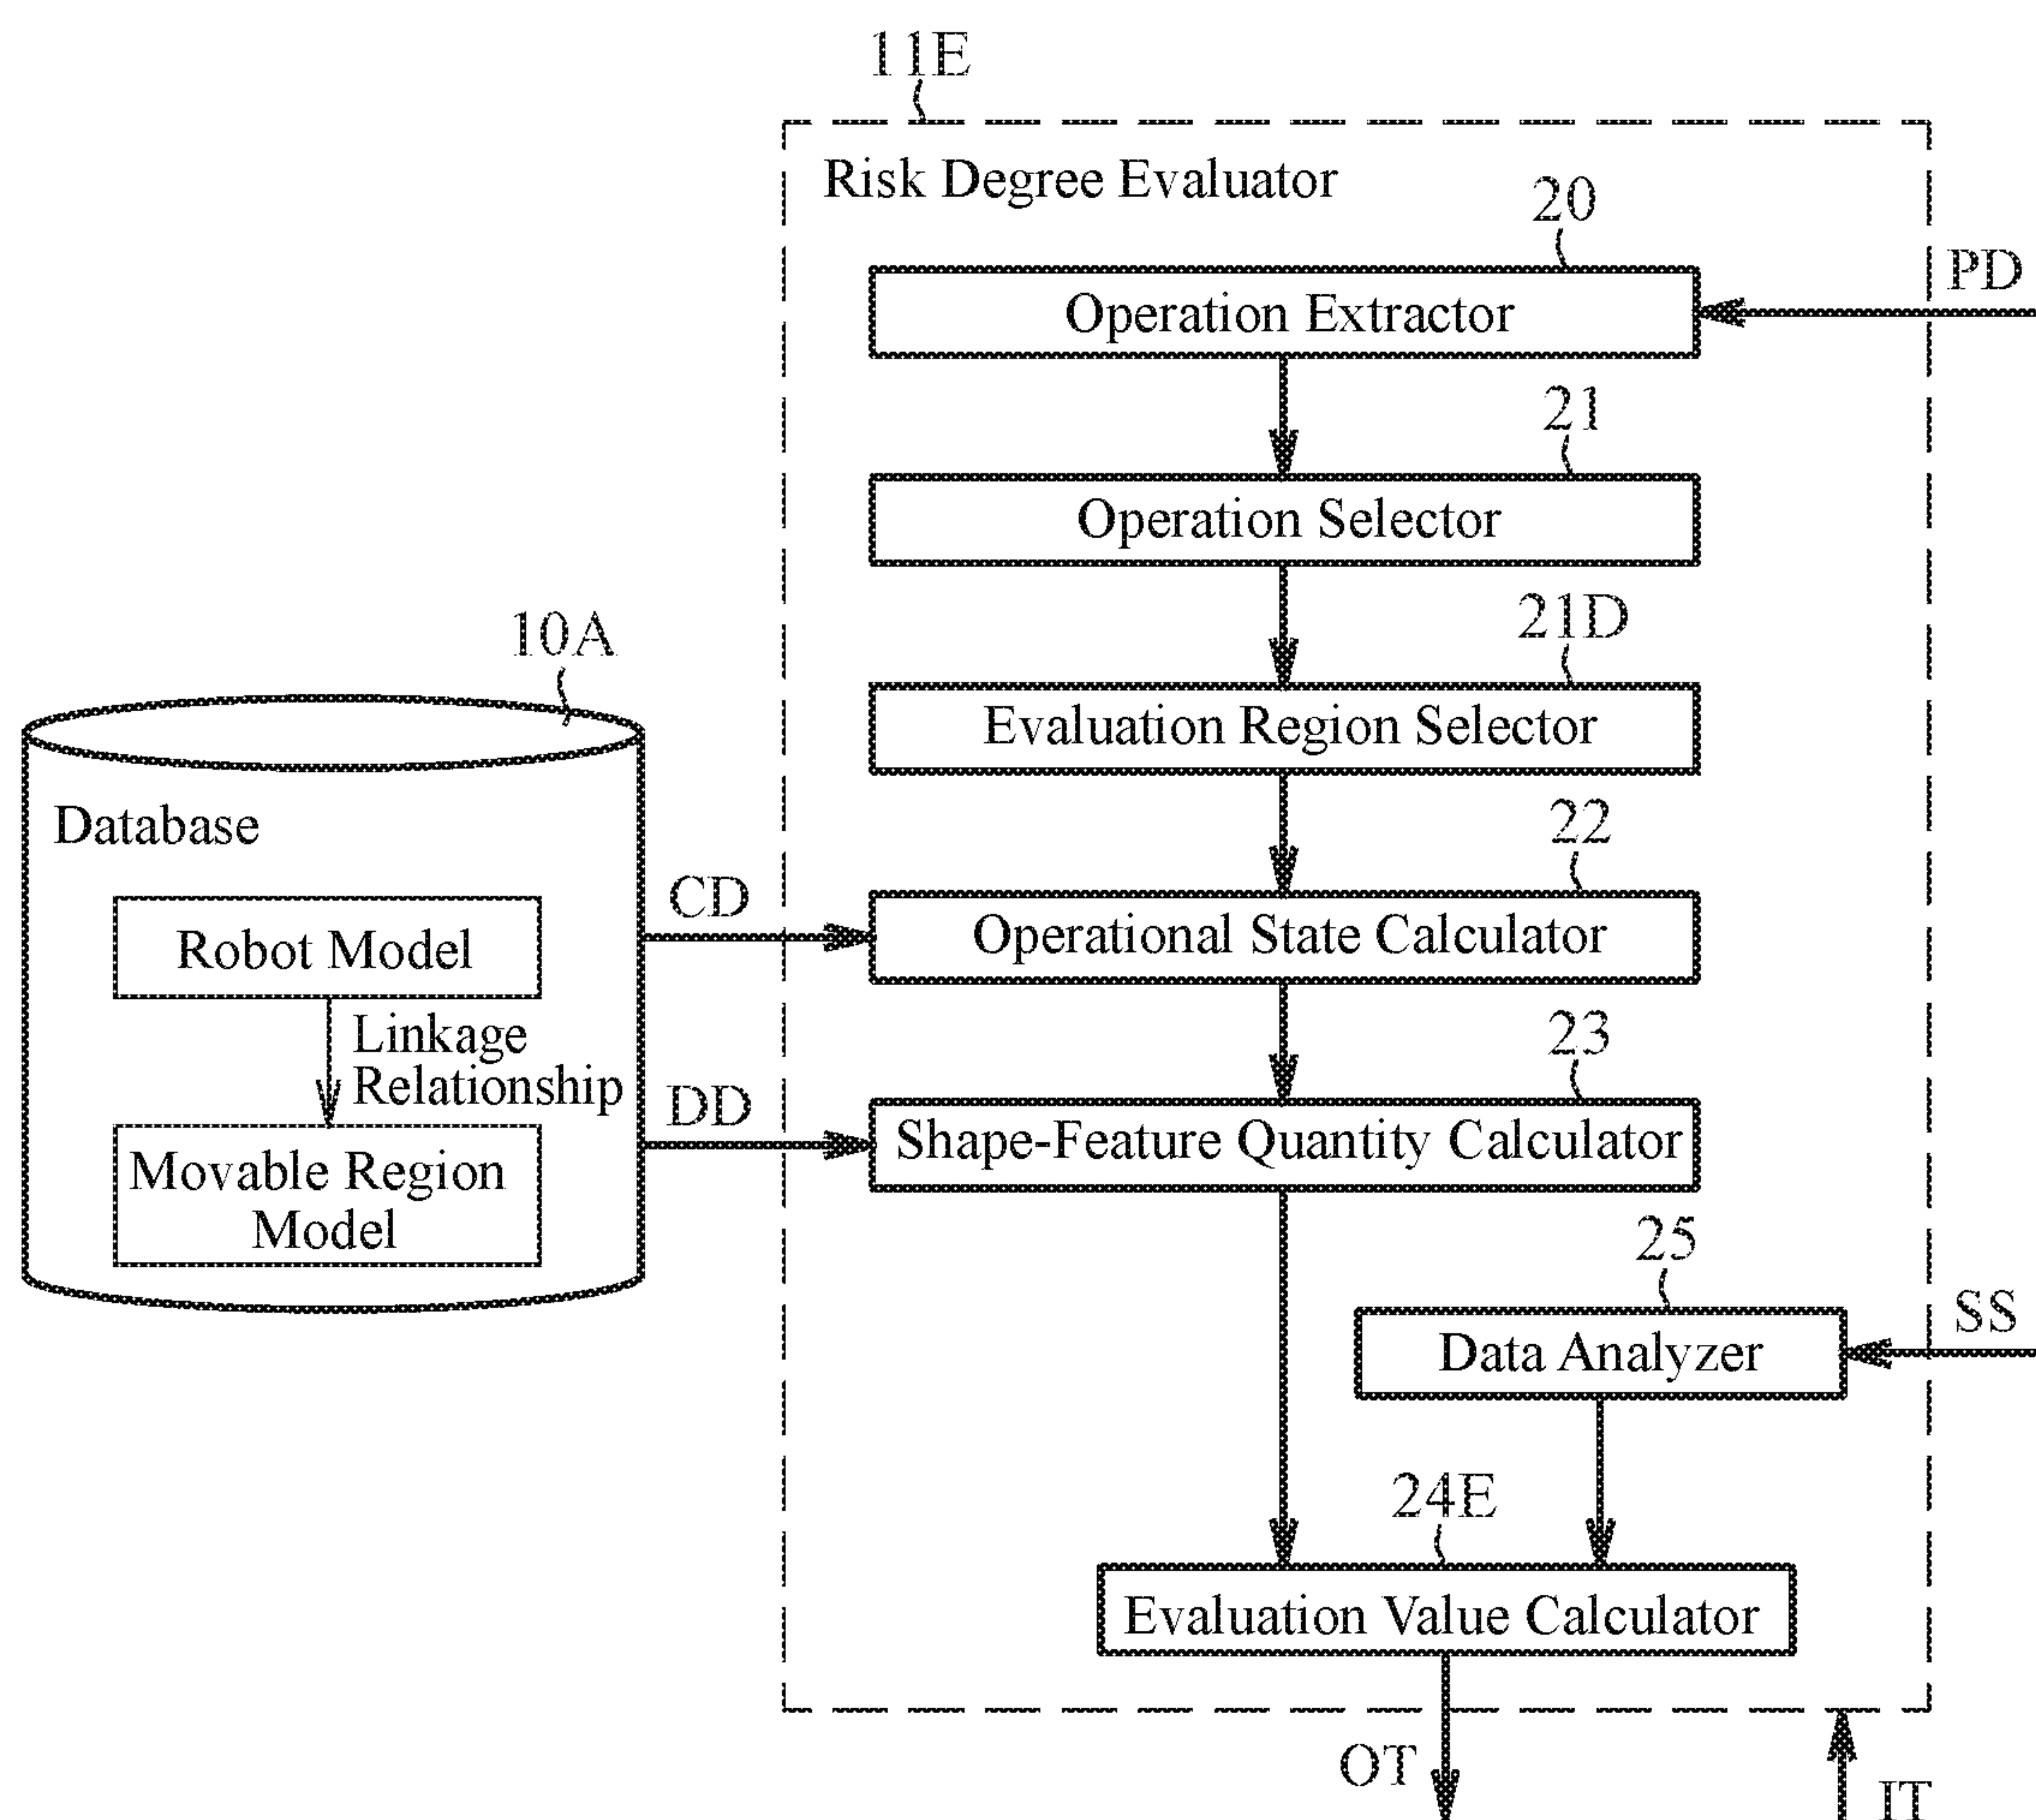 11E
Risk Degree Evaluator
20
PD
Operation Extractor
21
Operation Selector
21D
Evaluation Region Selector
10A
Database
22
CD
Operational State Calculator
Robot Model
Linkage
Relationship
23
DD
Shape-Feature Quantity Calculator
Movable Region
Model
25
SS
Data Analyzer
24E
Evaluation Value Calculator
OT
IT